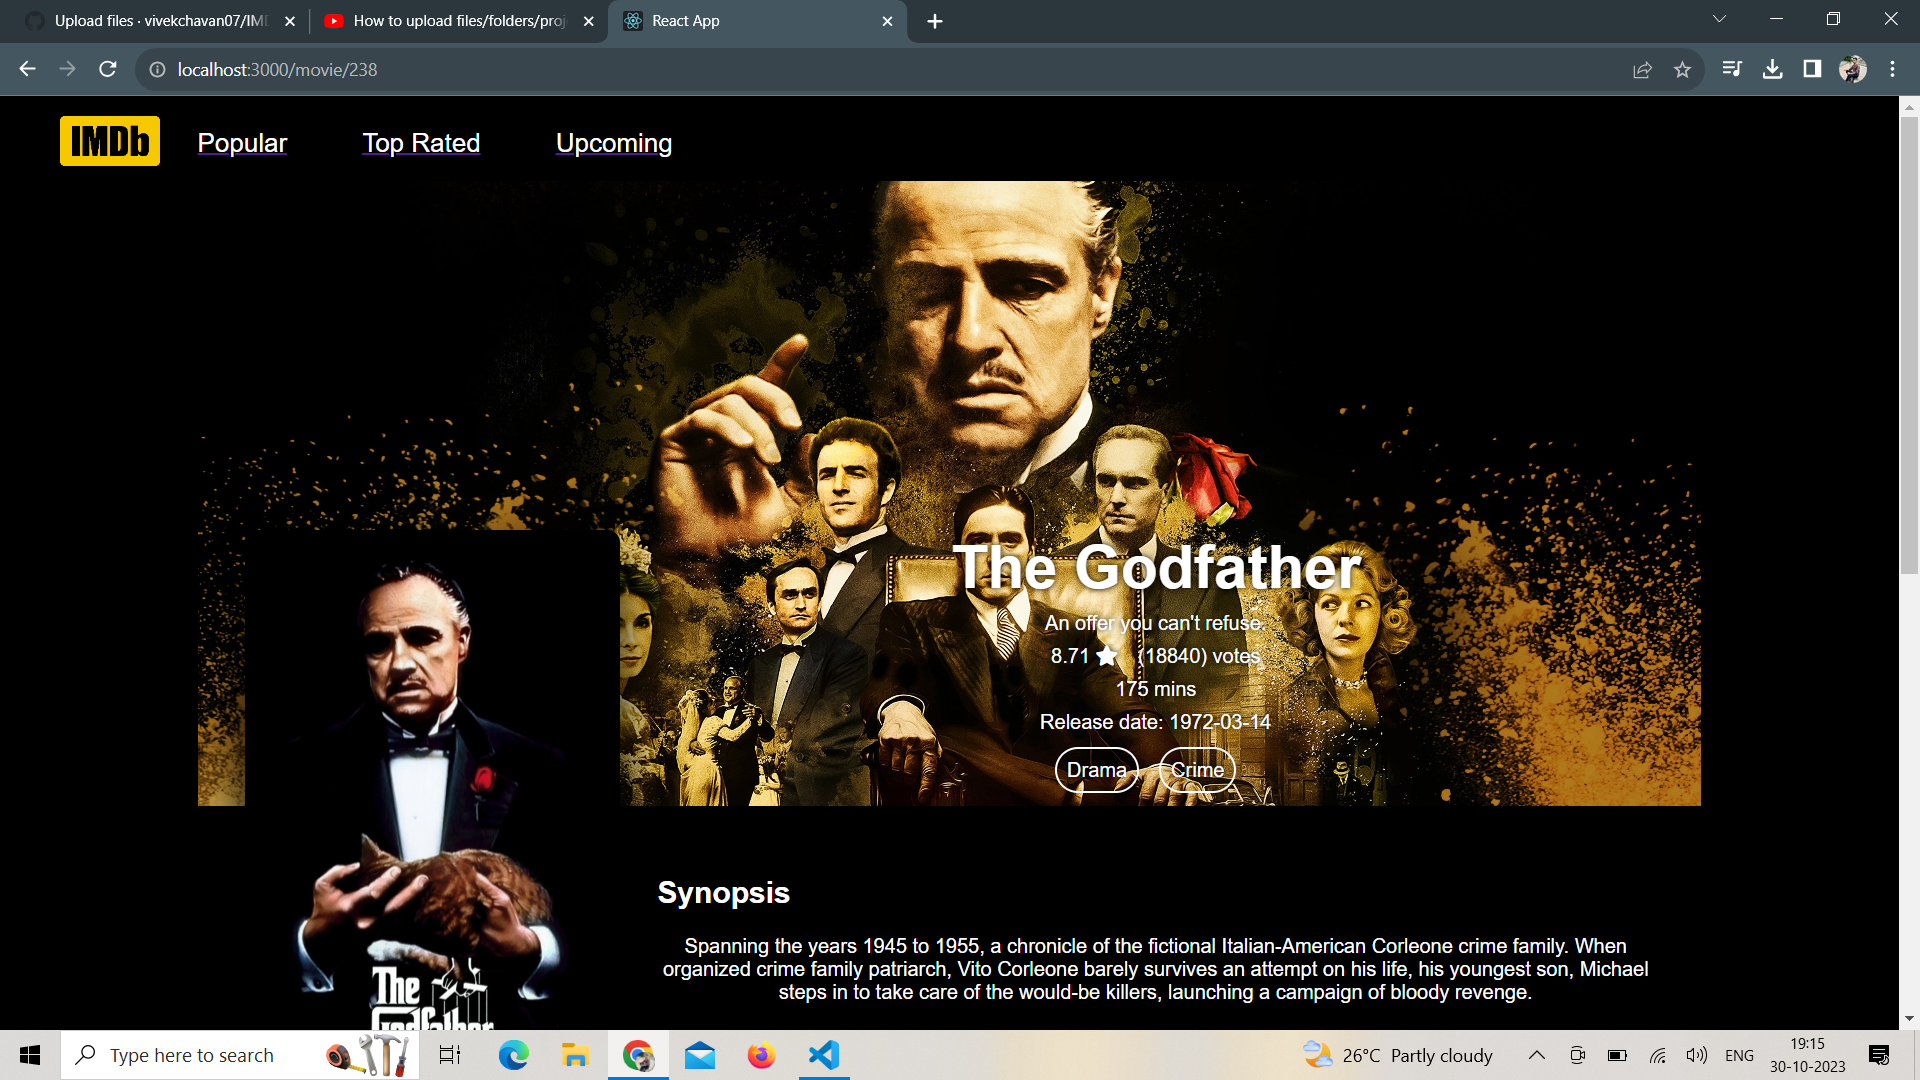 Upload files · vivekchavan07/IMD
How to upload files/folders/proj
React App
localhost:3000/movie/238
IMDb
Popular
Top Rated
Upcoming
The Godfather
An offer you can't refuse.
8.71 ★ (18840) votes
175 mins
Release date: 1972-03-14
Drama
Crime
Synopsis
Spanning the years 1945 to 1955, a chronicle of the fictional Italian-American Corleone crime family. When
organized crime family patriarch, Vito Corleone barely survives an attempt on his life, his youngest son, Michael
steps in to take care of the would-be killers, launching a campaign of bloody revenge.
The
Godfather
Type here to search
26°C Partly cloudy
ENG
19:15
30-10-2023